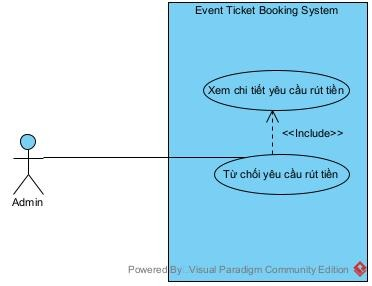 Event Ticket Booking System
Xem chi tiết yêu cầu rút tiền
<<Include>>
Từ chối yêu cầu rút tiền
Admin
Powered By Visual Paradigm Community Edition